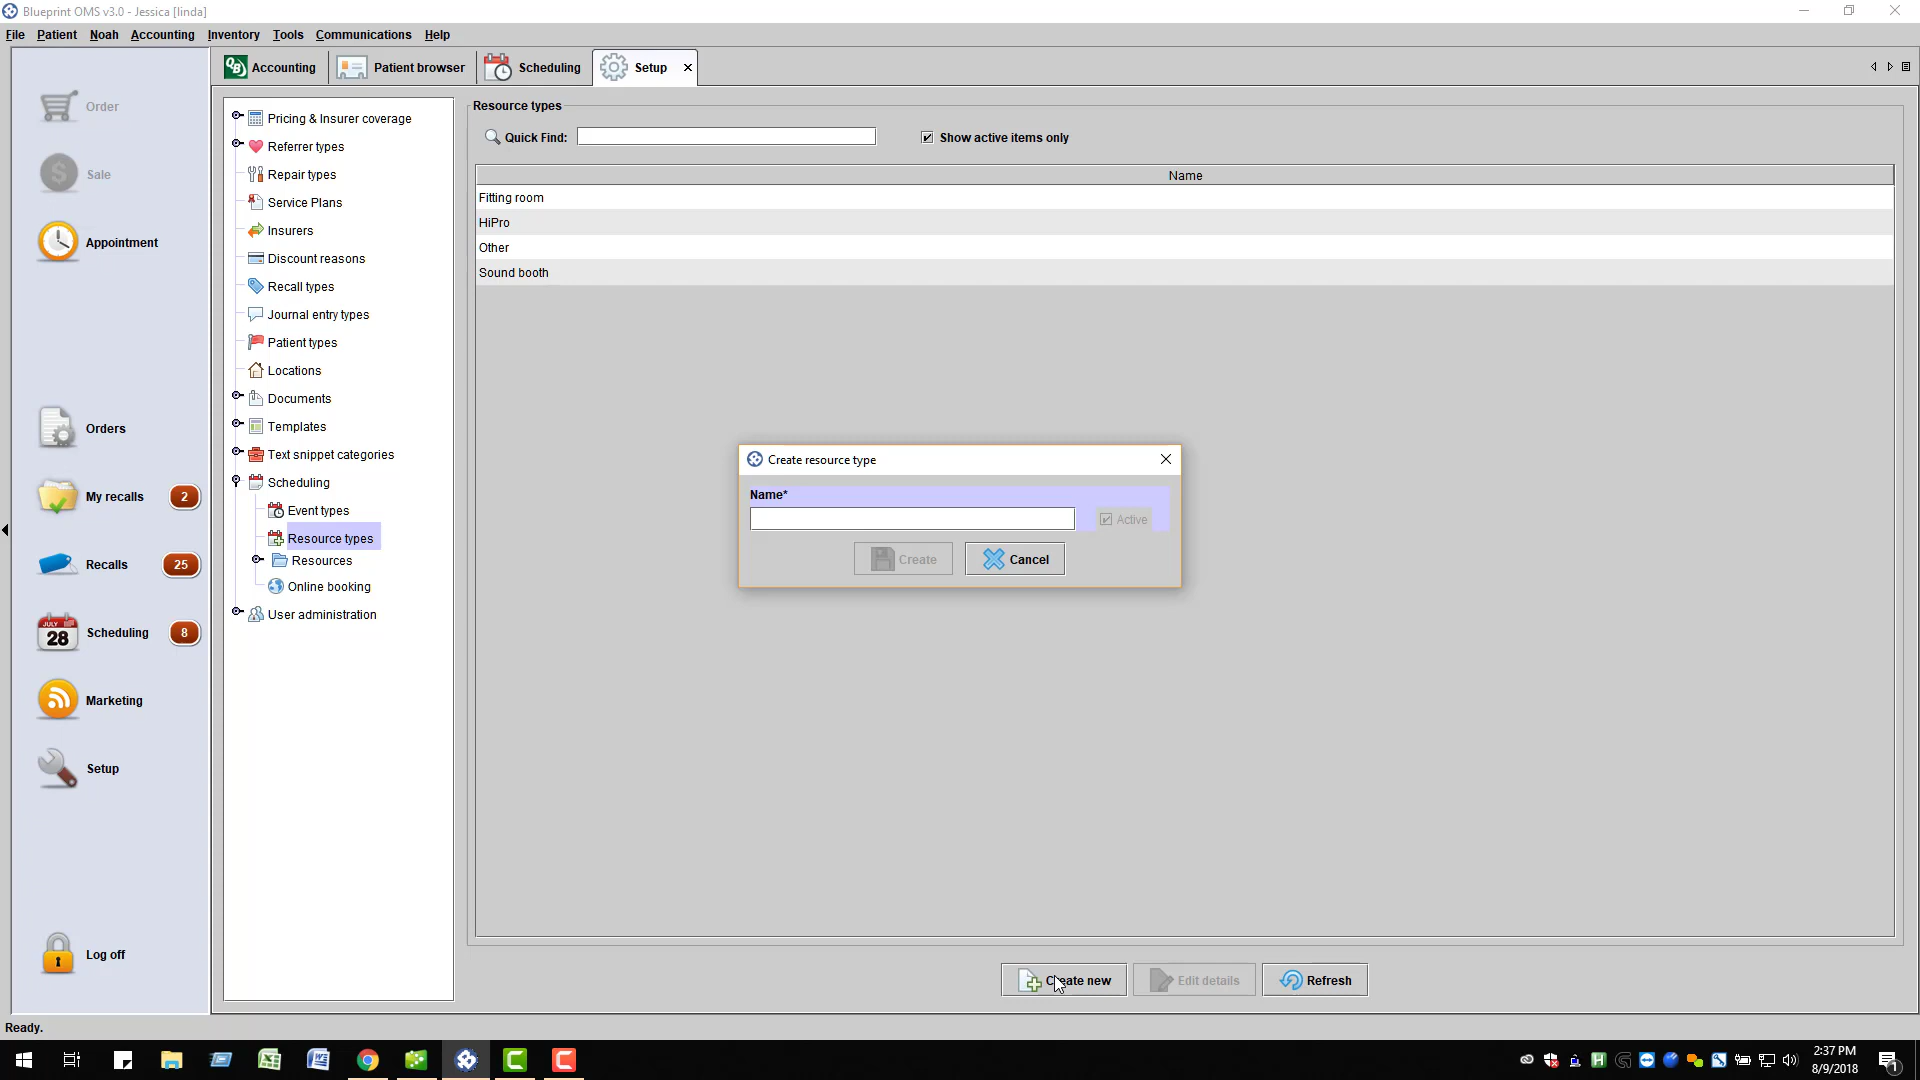 Blueprint OMS v3.0 - Jessica [linda]
File Patient Noah Accounting Inventory Tools Communications Help
Accounting Patient browser Scheduling Setup
Order
Sale
Appointment
Orders
My recalls 2
Recalls 25
JULY 28 Scheduling 8
Marketing
Setup
Log off
Pricing & Insurer coverage
Referrer types
Repair types
Service Plans
Insurers
Discount reasons
Recall types
Journal entry types
Patient types
Locations
Documents
Templates
Text snippet categories
Scheduling
Event types
Resource types
Resources
Online booking
User administration
Resource types
Quick Find: Show active items only
Name
Fitting room
HiPro
Other
Sound booth
Create resource type
Name*
Active
Create Cancel
Create new Edit details Refresh
Ready.
2:37 PM
8/9/2018
1